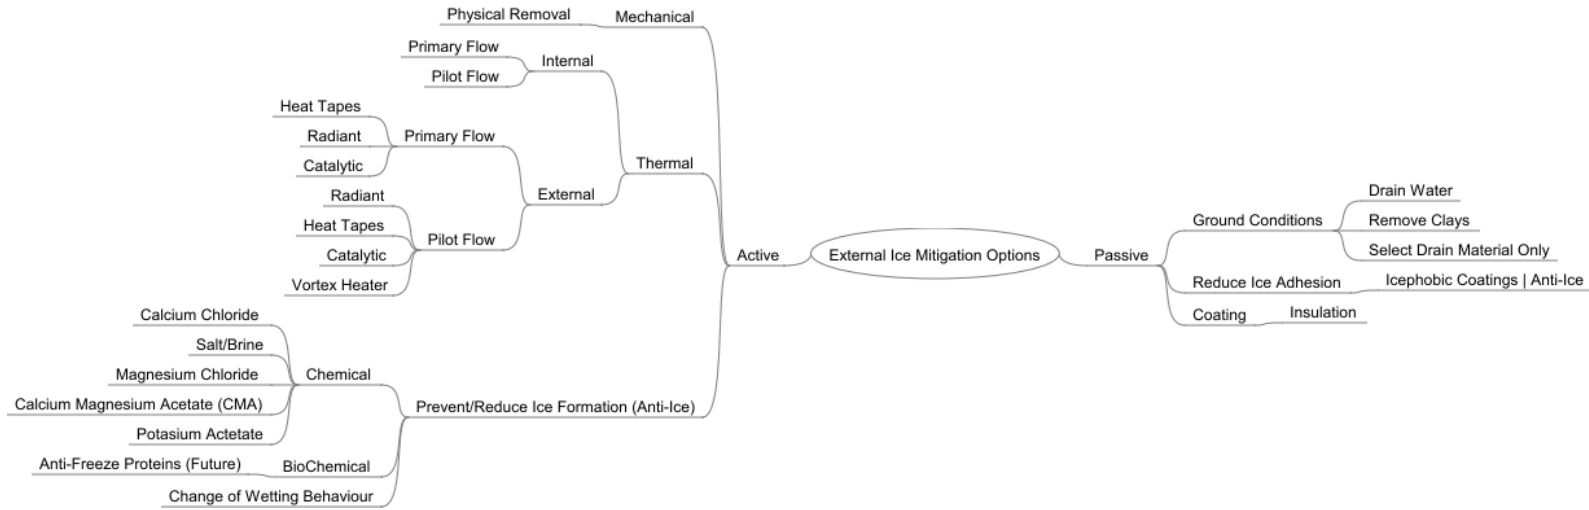 External Ice Mitigation Options
Active
Mechanical
Physical Removal
Thermal
Internal
Primary Flow
Pilot Flow
External
Primary Flow
Heat Tapes
Radiant
Catalytic
Pilot Flow
Radiant
Heat Tapes
Catalytic
Vortex Heater
Prevent/Reduce Ice Formation (Anti-Ice)
Chemical
Calcium Chloride
Salt/Brine
Magnesium Chloride
Calcium Magnesium Acetate (CMA)
Potasium Actetate
BioChemical
Anti-Freeze Proteins (Future)
Change of Wetting Behaviour
Passive
Ground Conditions
Drain Water
Remove Clays
Select Drain Material Only
Reduce Ice Adhesion
Icephobic Coatings | Anti-Ice
Coating
Insulation